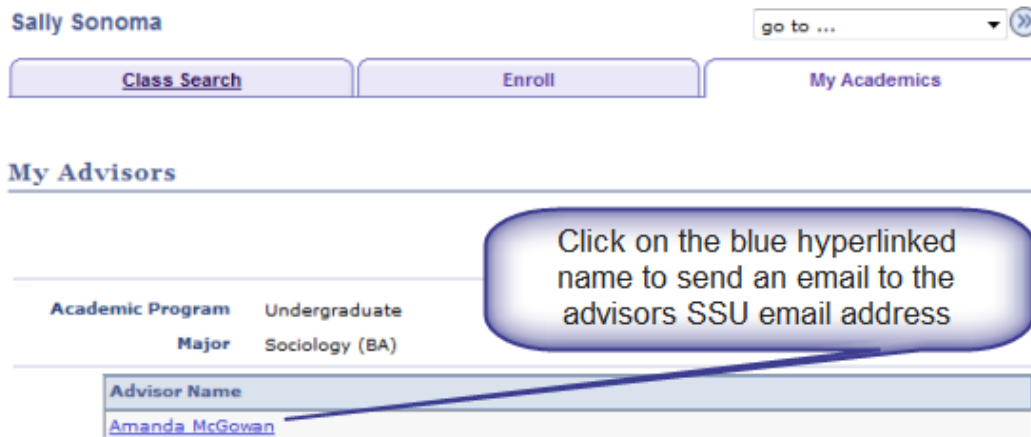 Sally Sonoma
go to ...
Class Search Enroll My Academics
My Advisors
Click on the blue hyperlinked
name to send an email to the
advisors SSU email address
Academic Program Undergraduate
Major Sociology (BA)
Advisor Name
Amanda McGowan